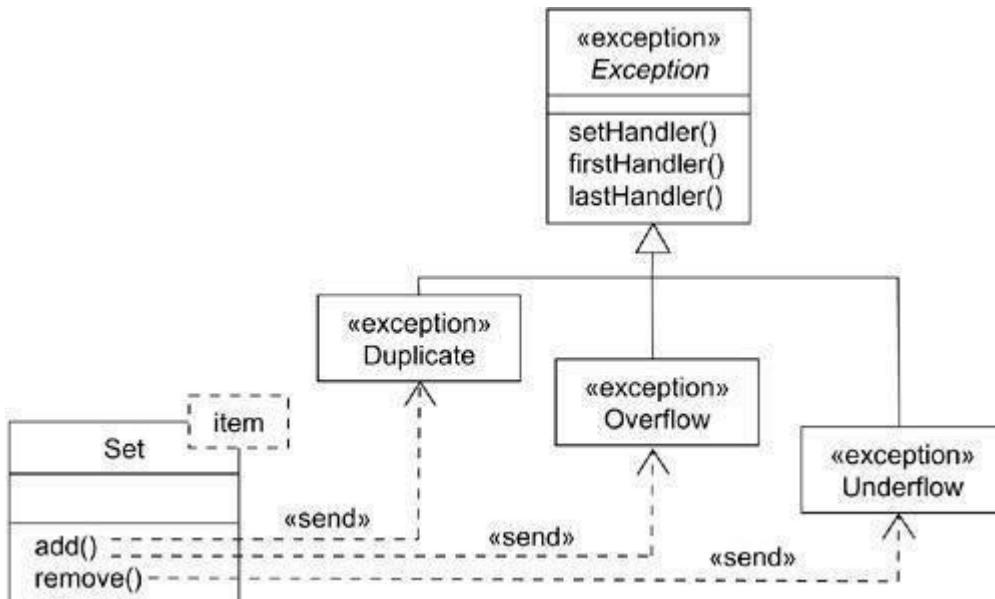 «exception»
Exception
setHandler()
firstHandler()
lastHandler()
«exception»
Duplicate
«exception»
Overflow
«exception»
Underflow
item
Set
«send»
«send»
«send»
add()
remove()